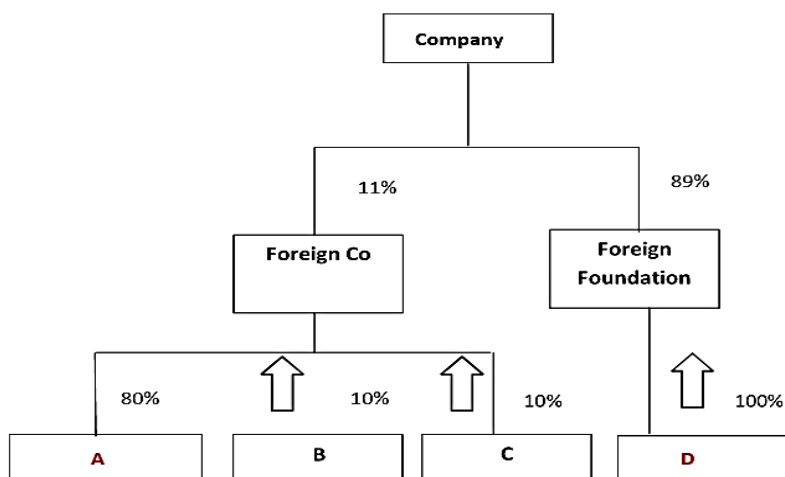 Company
11%
89%
Foreign Co
Foreign
Foundation
80%
10%
10%
100%
A
B
C
D